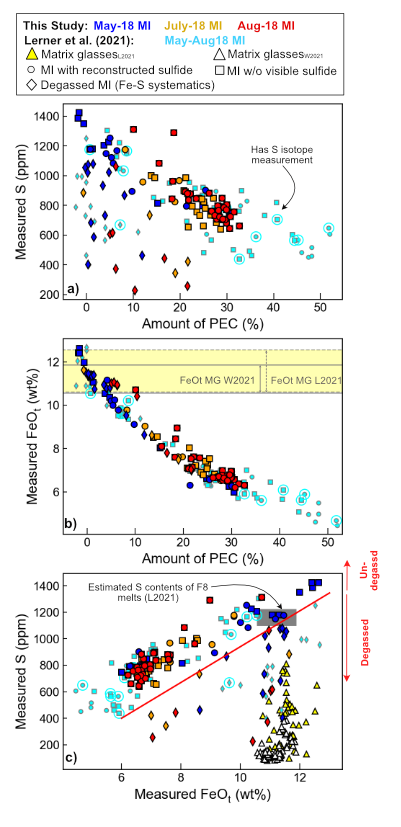 This Study: May-18 MI July-18 MI Aug-18 MI
Lerner et al. (2021): May-Aug18 MI
Matrix glassesL2021 Matrix glassesW2021
MI with reconstructed sulfide MI w/o visible sulfide
Degassed MI (Fe-S systematics)
1400
1200
1000
800
600
400
200
Measured S (ppm)
Has S isotope
measurement
a)
0 10 20 30 40 50
Amount of PEC (%)
12
10
8
6
Measured FeOt (wt%)
FeOt MG W2021 FeOt MG L2021
b)
0 10 20 30 40 50
Amount of PEC (%)
1400
1200
1000
800
600
400
200
Measured S (ppm)
Estimated S contents of F8
melts (L2021)
Un-
degassd
Degassed
c)
6 8 10 12
Measured FeOt (wt%)